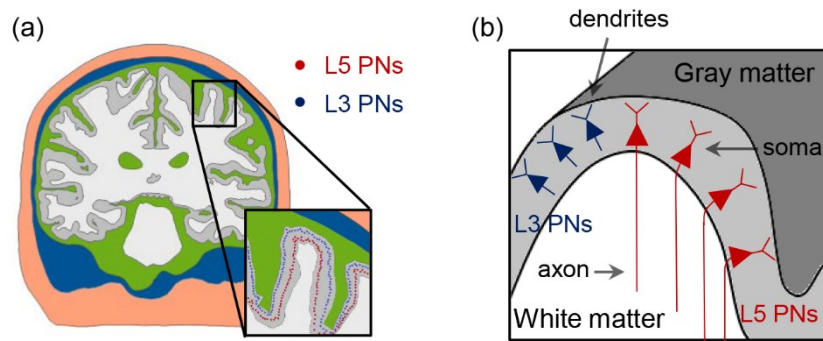 (a)
L5 PNs
L3 PNs
(b)
dendrites
Gray matter
soma
L3 PNs
axon
White matter
L5 PNs